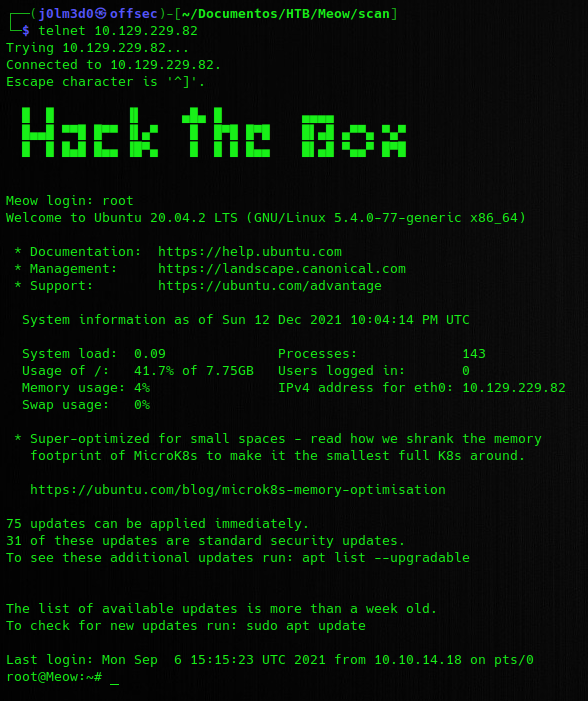 ┌──(j0lm3d0㉿offsec)-[~/Documentos/HTB/Meow/scan]
└─$ telnet 10.129.229.82
Trying 10.129.229.82...
Connected to 10.129.229.82.
Escape character is '^]'.
Hack The Box
Meow login: root
Welcome to Ubuntu 20.04.2 LTS (GNU/Linux 5.4.0-77-generic x86_64)
* Documentation:  https://help.ubuntu.com
* Management:     https://landscape.canonical.com
* Support:        https://ubuntu.com/advantage
System information as of Sun 12 Dec 2021 10:04:14 PM UTC
System load:  0.09              Processes:             143
Usage of /:   41.7% of 7.75GB   Users logged in:       0
Memory usage: 4%                IPv4 address for eth0: 10.129.229.82
Swap usage:   0%
* Super-optimized for small spaces - read how we shrank the memory
footprint of MicroK8s to make it the smallest full K8s around.
https://ubuntu.com/blog/microk8s-memory-optimisation
75 updates can be applied immediately.
31 of these updates are standard security updates.
To see these additional updates run: apt list --upgradable
The list of available updates is more than a week old.
To check for new updates run: sudo apt update
Last login: Mon Sep  6 15:15:23 UTC 2021 from 10.10.14.18 on pts/0
root@Meow:~# _